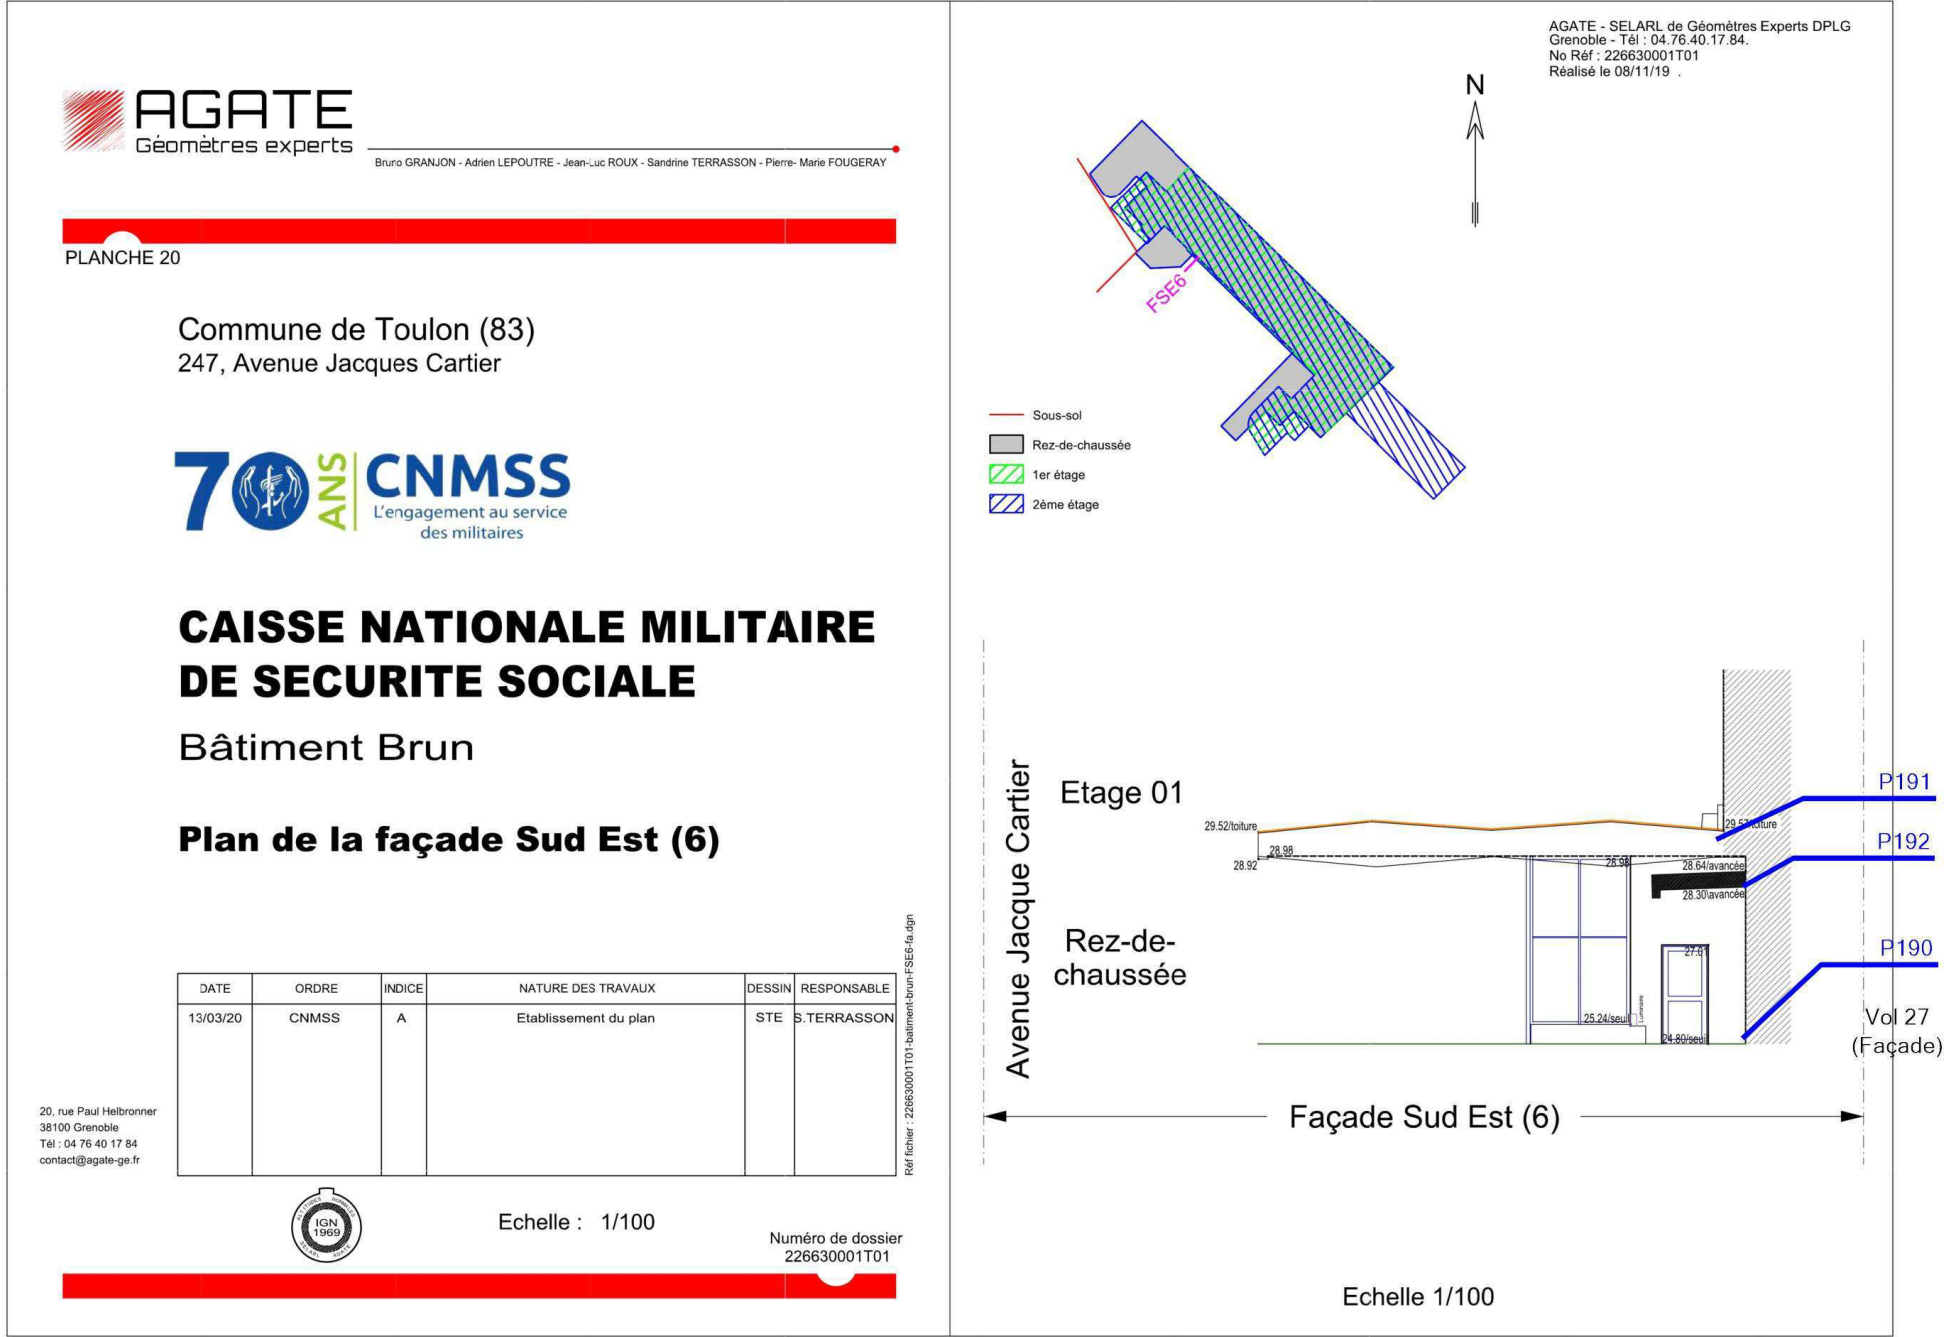 AGATE
Géomètres experts
Bruno GRANJON - Adrien LEPOUTRE - Jean-Luc ROUX - Sandrine TERRASSON - Pierre- Marie FOUGERAY
PLANCHE 20
Commune de Toulon (83)
247, Avenue Jacques Cartier
70 ANS CNMSS
L'engagement au service
des militaires
CAISSE NATIONALE MILITAIRE
DE SECURITE SOCIALE
Bâtiment Brun
Plan de la façade Sud Est (6)
DATE ORDRE INDICE NATURE DES TRAVAUX DESSIN RESPONSABLE
13/03/20 CNMSS A Etablissement du plan STE S.TERRASSON
Réf fichier : 226630001T01-batiment-brun-FSE6-fa.dgn
20, rue Paul Helbronner
38100 Grenoble
Tél : 04 76 40 17 84
contact@agate-ge.fr
ALTITUDES NORMALES
IGN
1969
SELARL AGATE
Echelle : 1/100
Numéro de dossier
226630001T01
AGATE - SELARL de Géomètres Experts DPLG
Grenoble - Tél : 04.76.40.17.84.
No Réf : 226630001T01
Réalisé le 08/11/19 .
N
FSE6
Sous-sol
Rez-de-chaussée
1er étage
2ème étage
Avenue Jacque Cartier
Etage 01
Rez-de-
chaussée
29.52/toiture
28.98
28.92
29.57/toiture
28.98
28.64/avancée
28.30\avancée
27.01
25.24/seuil
Luminaire
24.80/seuil
P191
P192
P190
Vol 27
(Façade)
Façade Sud Est (6)
Echelle 1/100